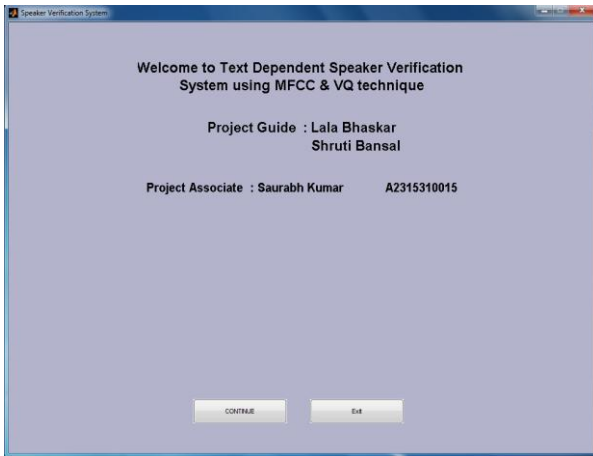 Speaker Verification System
Welcome to Text Dependent Speaker Verification
System using MFCC & VQ technique
Project Guide : Lala Bhaskar
Shruti Bansal
Project Associate : Saurabh Kumar A2315310015
CONTINUE Exit